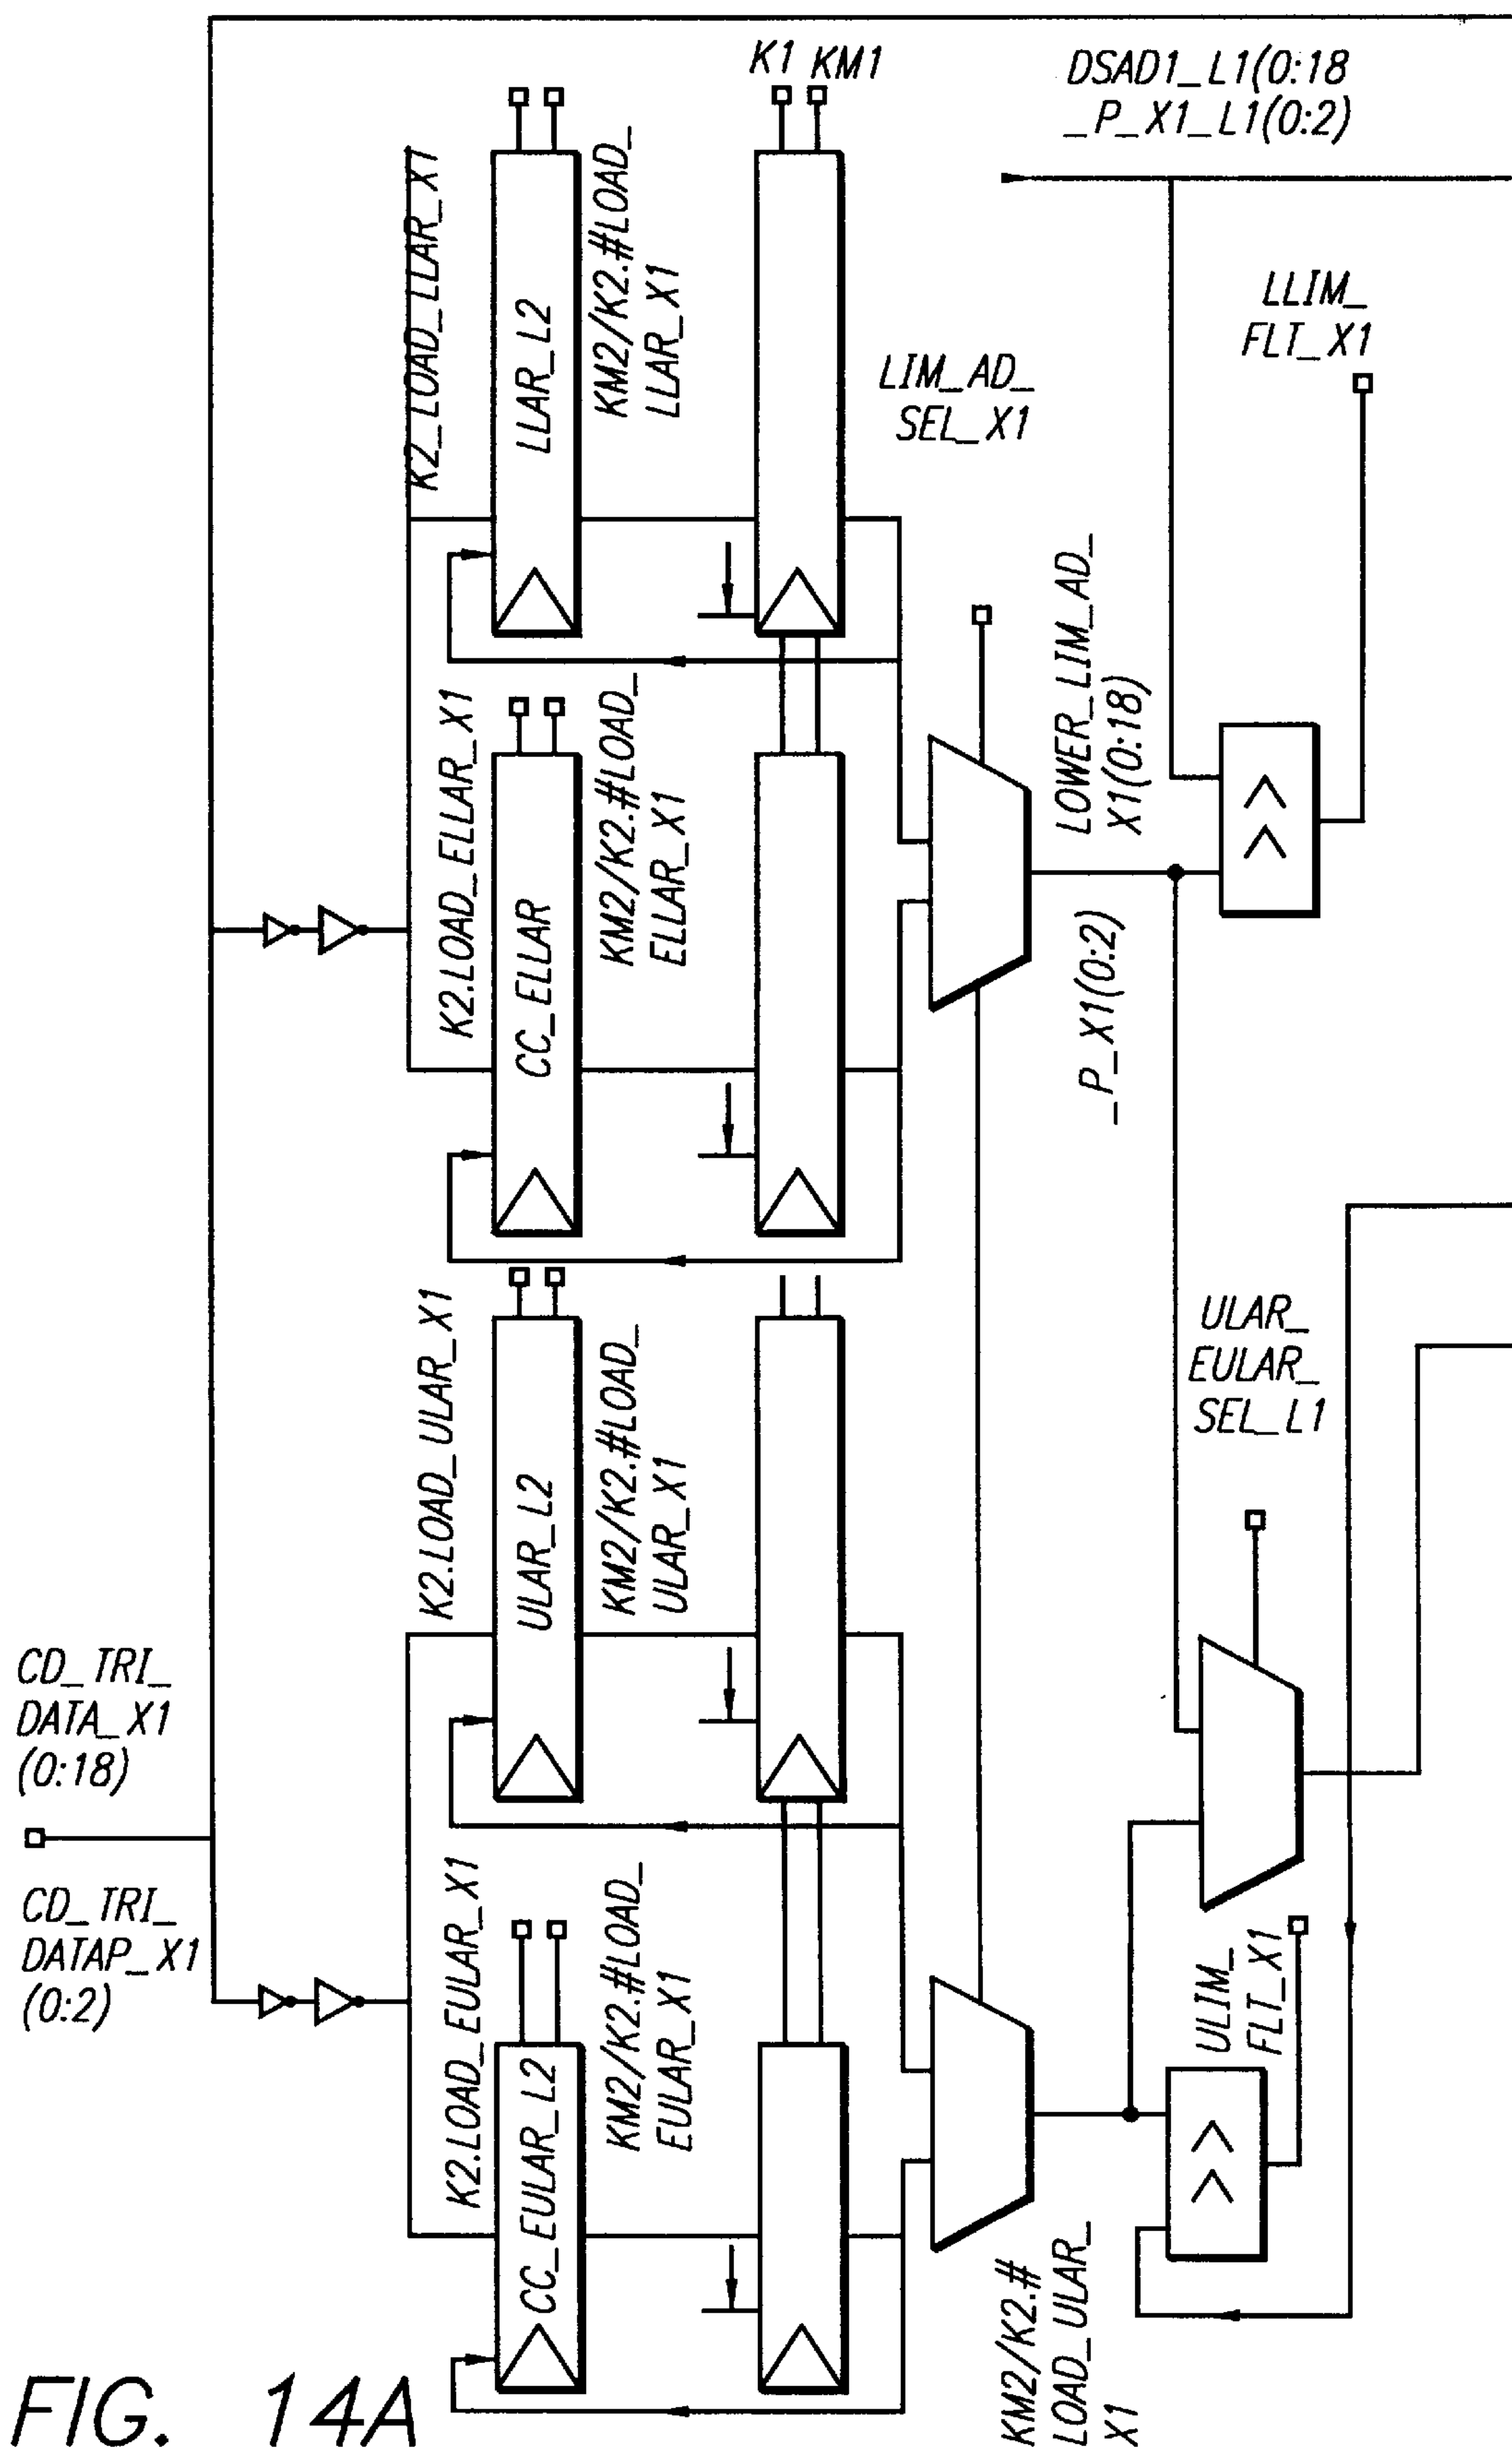 K1 KM1
DSAD1_L1(0:18
_P_X1_L1(0:2)
K2_LOAD_LLAR_X1
LLAR_L2
KM2/K2.#LOAD_
LLAR_X1
LIM_AD_
SEL_X1
LLIM_
FLT_X1
K2.LOAD_ELLAR_X1
CC_ELLAR
KM2/K2.#LOAD_
ELLAR_X1
LOWER_LIM_AD_
X1(0:18)
_P_X1(0:2)
K2.LOAD_ULAR_X1
ULAR_L2
KM2/K2.#LOAD_
ULAR_X1
ULAR_
EULAR_
SEL_L1
CD_TRI_
DATA_X1
(0:18)
CD_TRI_
DATAP_X1
(0:2)
K2.LOAD_EULAR_X1
CC_EULAR_L2
KM2/K2.#LOAD_
EULAR_X1
ULIM_
FLT_X1
KM2/K2.#
LOAD_ULAR_
X1
FIG. 14A